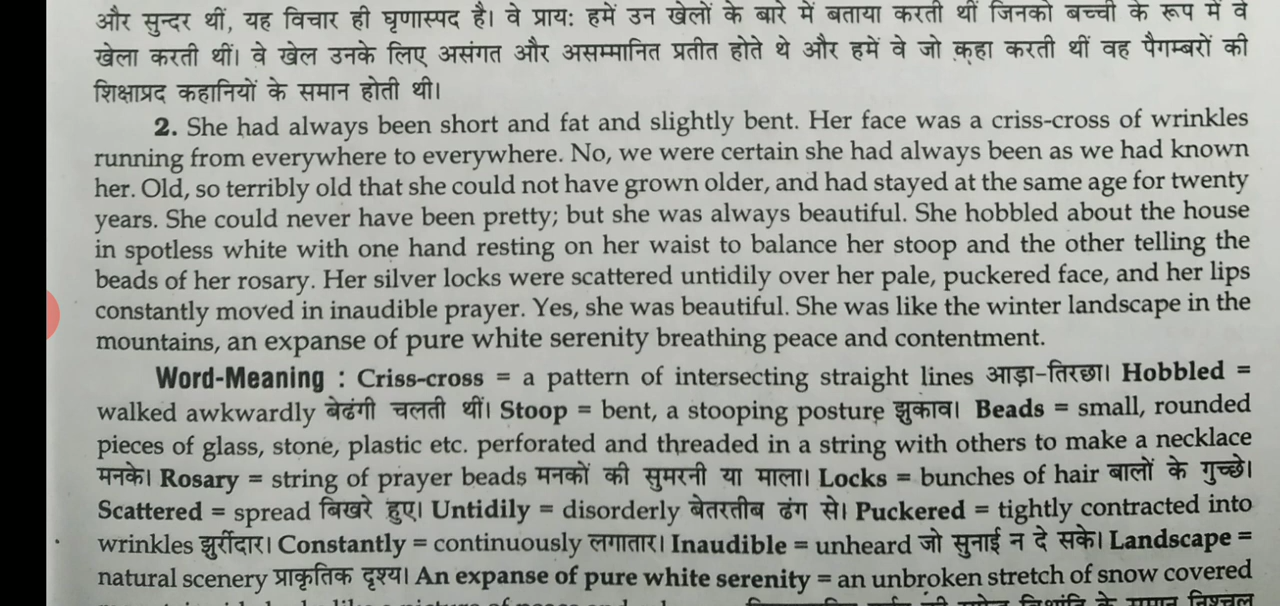 और सुन्दर थीं, यह विचार ही घृणास्पद है। वे प्रायः हमें उन खेलों के बारे में बताया करती थीं जिनको बच्ची के रूप में वे
खेला करती थीं। वे खेल उनके लिए असंगत और असम्मानित प्रतीत होते थे और हमें वे जो कहा करती थीं वह पैगम्बरों की
शिक्षाप्रद कहानियों के समान होती थी।
2. She had always been short and fat and slightly bent. Her face was a criss-cross of wrinkles
running from everywhere to everywhere. No, we were certain she had always been as we had known
her. Old, so terribly old that she could not have grown older, and had stayed at the same age for twenty
years. She could never have been pretty; but she was always beautiful. She hobbled about the house
in spotless white with one hand resting on her waist to balance her stoop and the other telling the
beads of her rosary. Her silver locks were scattered untidily over her pale, puckered face, and her lips
constantly moved in inaudible prayer. Yes, she was beautiful. She was like the winter landscape in the
mountains, an expanse of pure white serenity breathing peace and contentment.
Word-Meaning : Criss-cross = a pattern of intersecting straight lines आड़ा-तिरछा। Hobbled =
walked awkwardly बेढंगी चलती थीं। Stoop = bent, a stooping posture झुकाव। Beads = small, rounded
pieces of glass, stone, plastic etc. perforated and threaded in a string with others to make a necklace
मनके। Rosary = string of prayer beads मनकों की सुमरनी या माला। Locks = bunches of hair बालों के गुच्छे।
Scattered = spread बिखरे हुए। Untidily = disorderly बेतरतीब ढंग से। Puckered = tightly contracted into
wrinkles झुर्रीदार। Constantly = continuously लगातार। Inaudible = unheard जो सुनाई न दे सके। Landscape =
natural scenery प्राकृतिक दृश्य। An expanse of pure white serenity = an unbroken stretch of snow covered